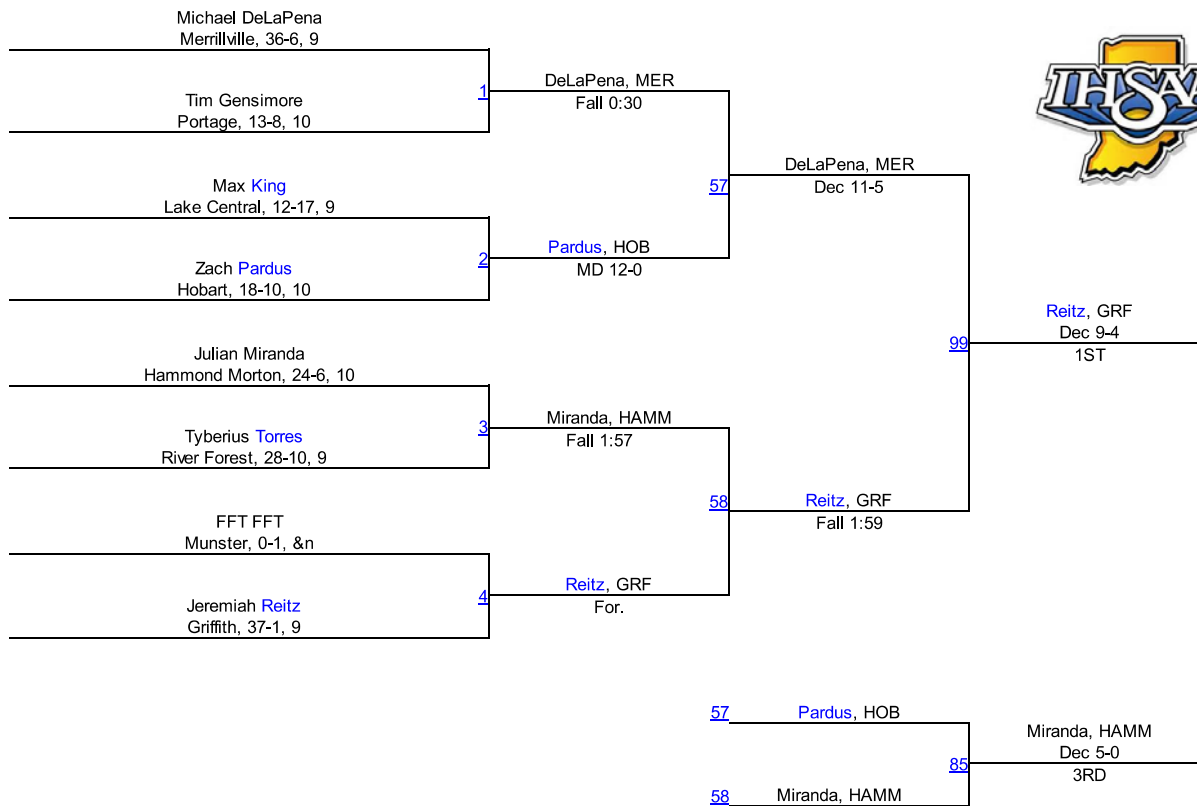 Michael DeLaPena
Merrillville, 36-6, 9
Tim Gensimore
Portage, 13-8, 10
1
DeLaPena, MER
Fall 0:30
Max King
Lake Central, 12-17, 9
Zach Pardus
Hobart, 18-10, 10
2
Pardus, HOB
MD 12-0
57
DeLaPena, MER
Dec 11-5
IHSAA
Julian Miranda
Hammond Morton, 24-6, 10
Tyberius Torres
River Forest, 28-10, 9
3
Miranda, HAMM
Fall 1:57
FFT FFT
Munster, 0-1, &n
Jeremiah Reitz
Griffith, 37-1, 9
4
Reitz, GRF
For.
58
Reitz, GRF
Fall 1:59
99
Reitz, GRF
Dec 9-4
1ST
57
Pardus, HOB
58
Miranda, HAMM
85
Miranda, HAMM
Dec 5-0
3RD